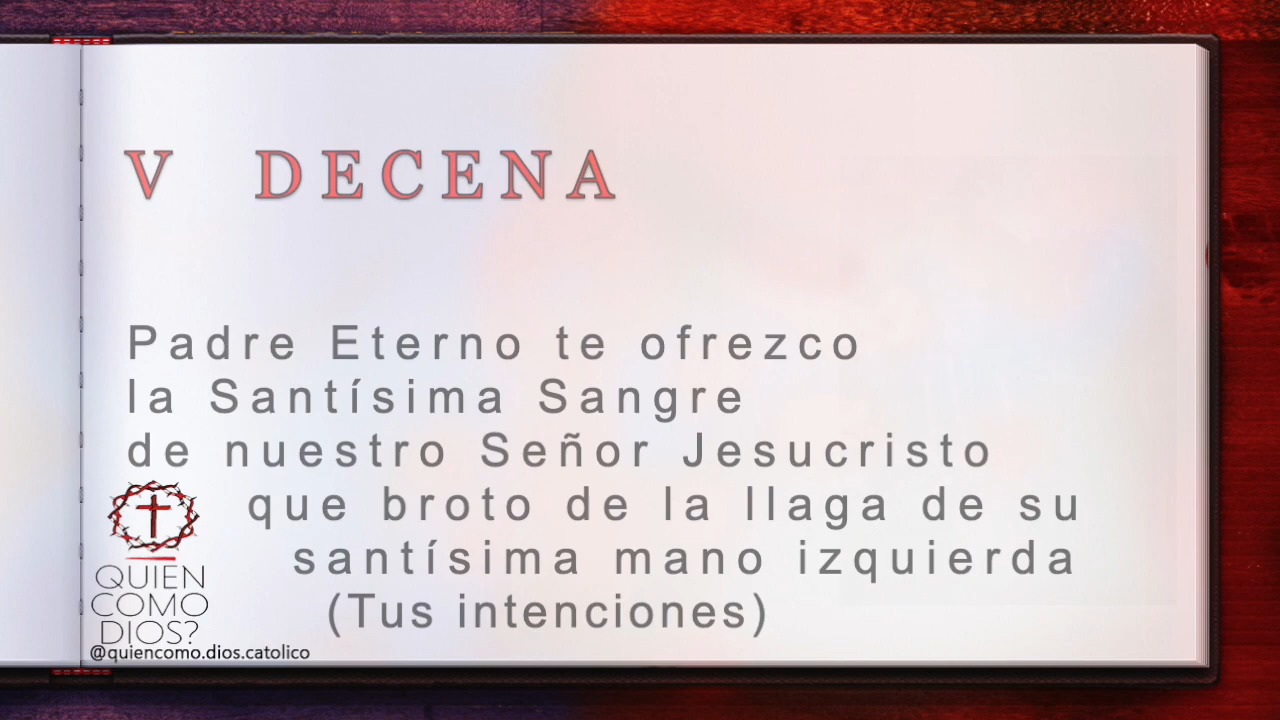 V DECENA
Padre Eterno te ofrezco
la Santísima Sangre
de nuestro Señor Jesucristo
que broto de la llaga de su
santísima mano izquierda
(Tus intenciones)
QUIEN
COMO
DIOS?
@quiencomo.dios.catolico